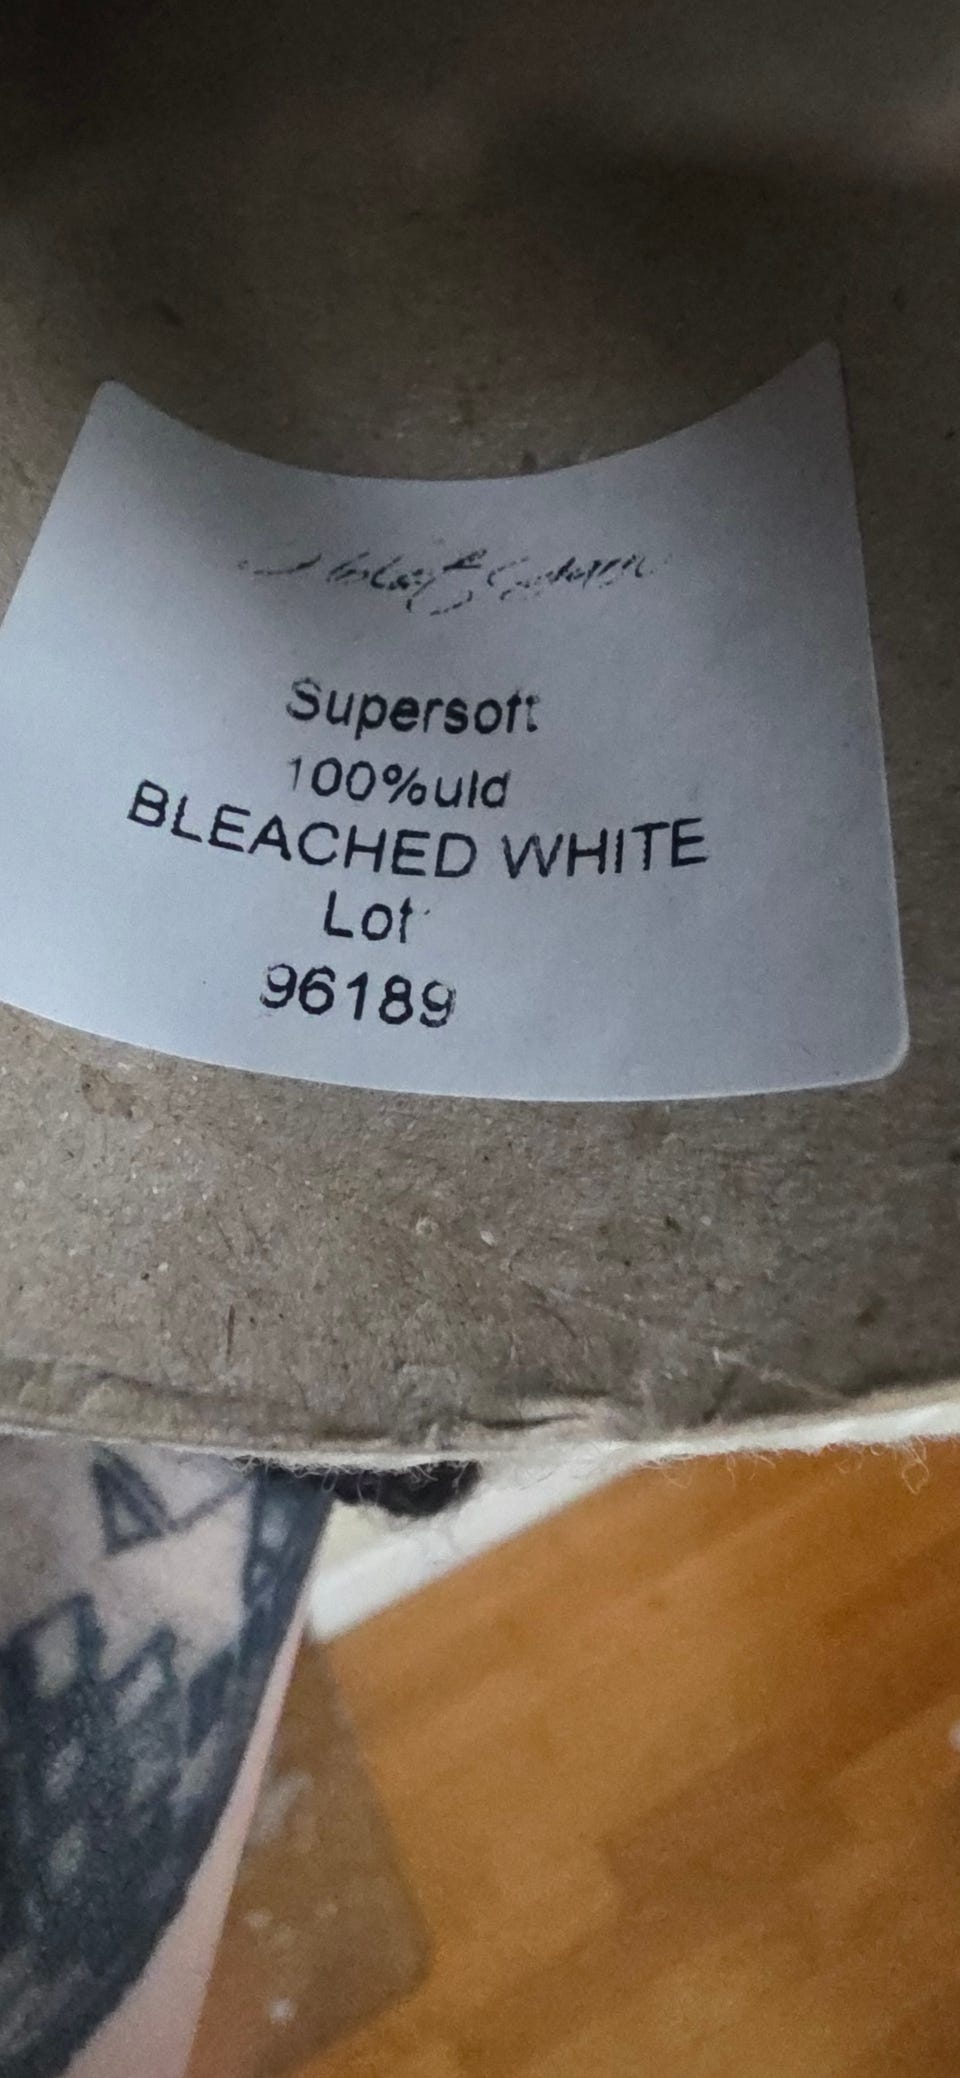 Supersoft
100%uld
BLEACHED WHITE
Lot
96189